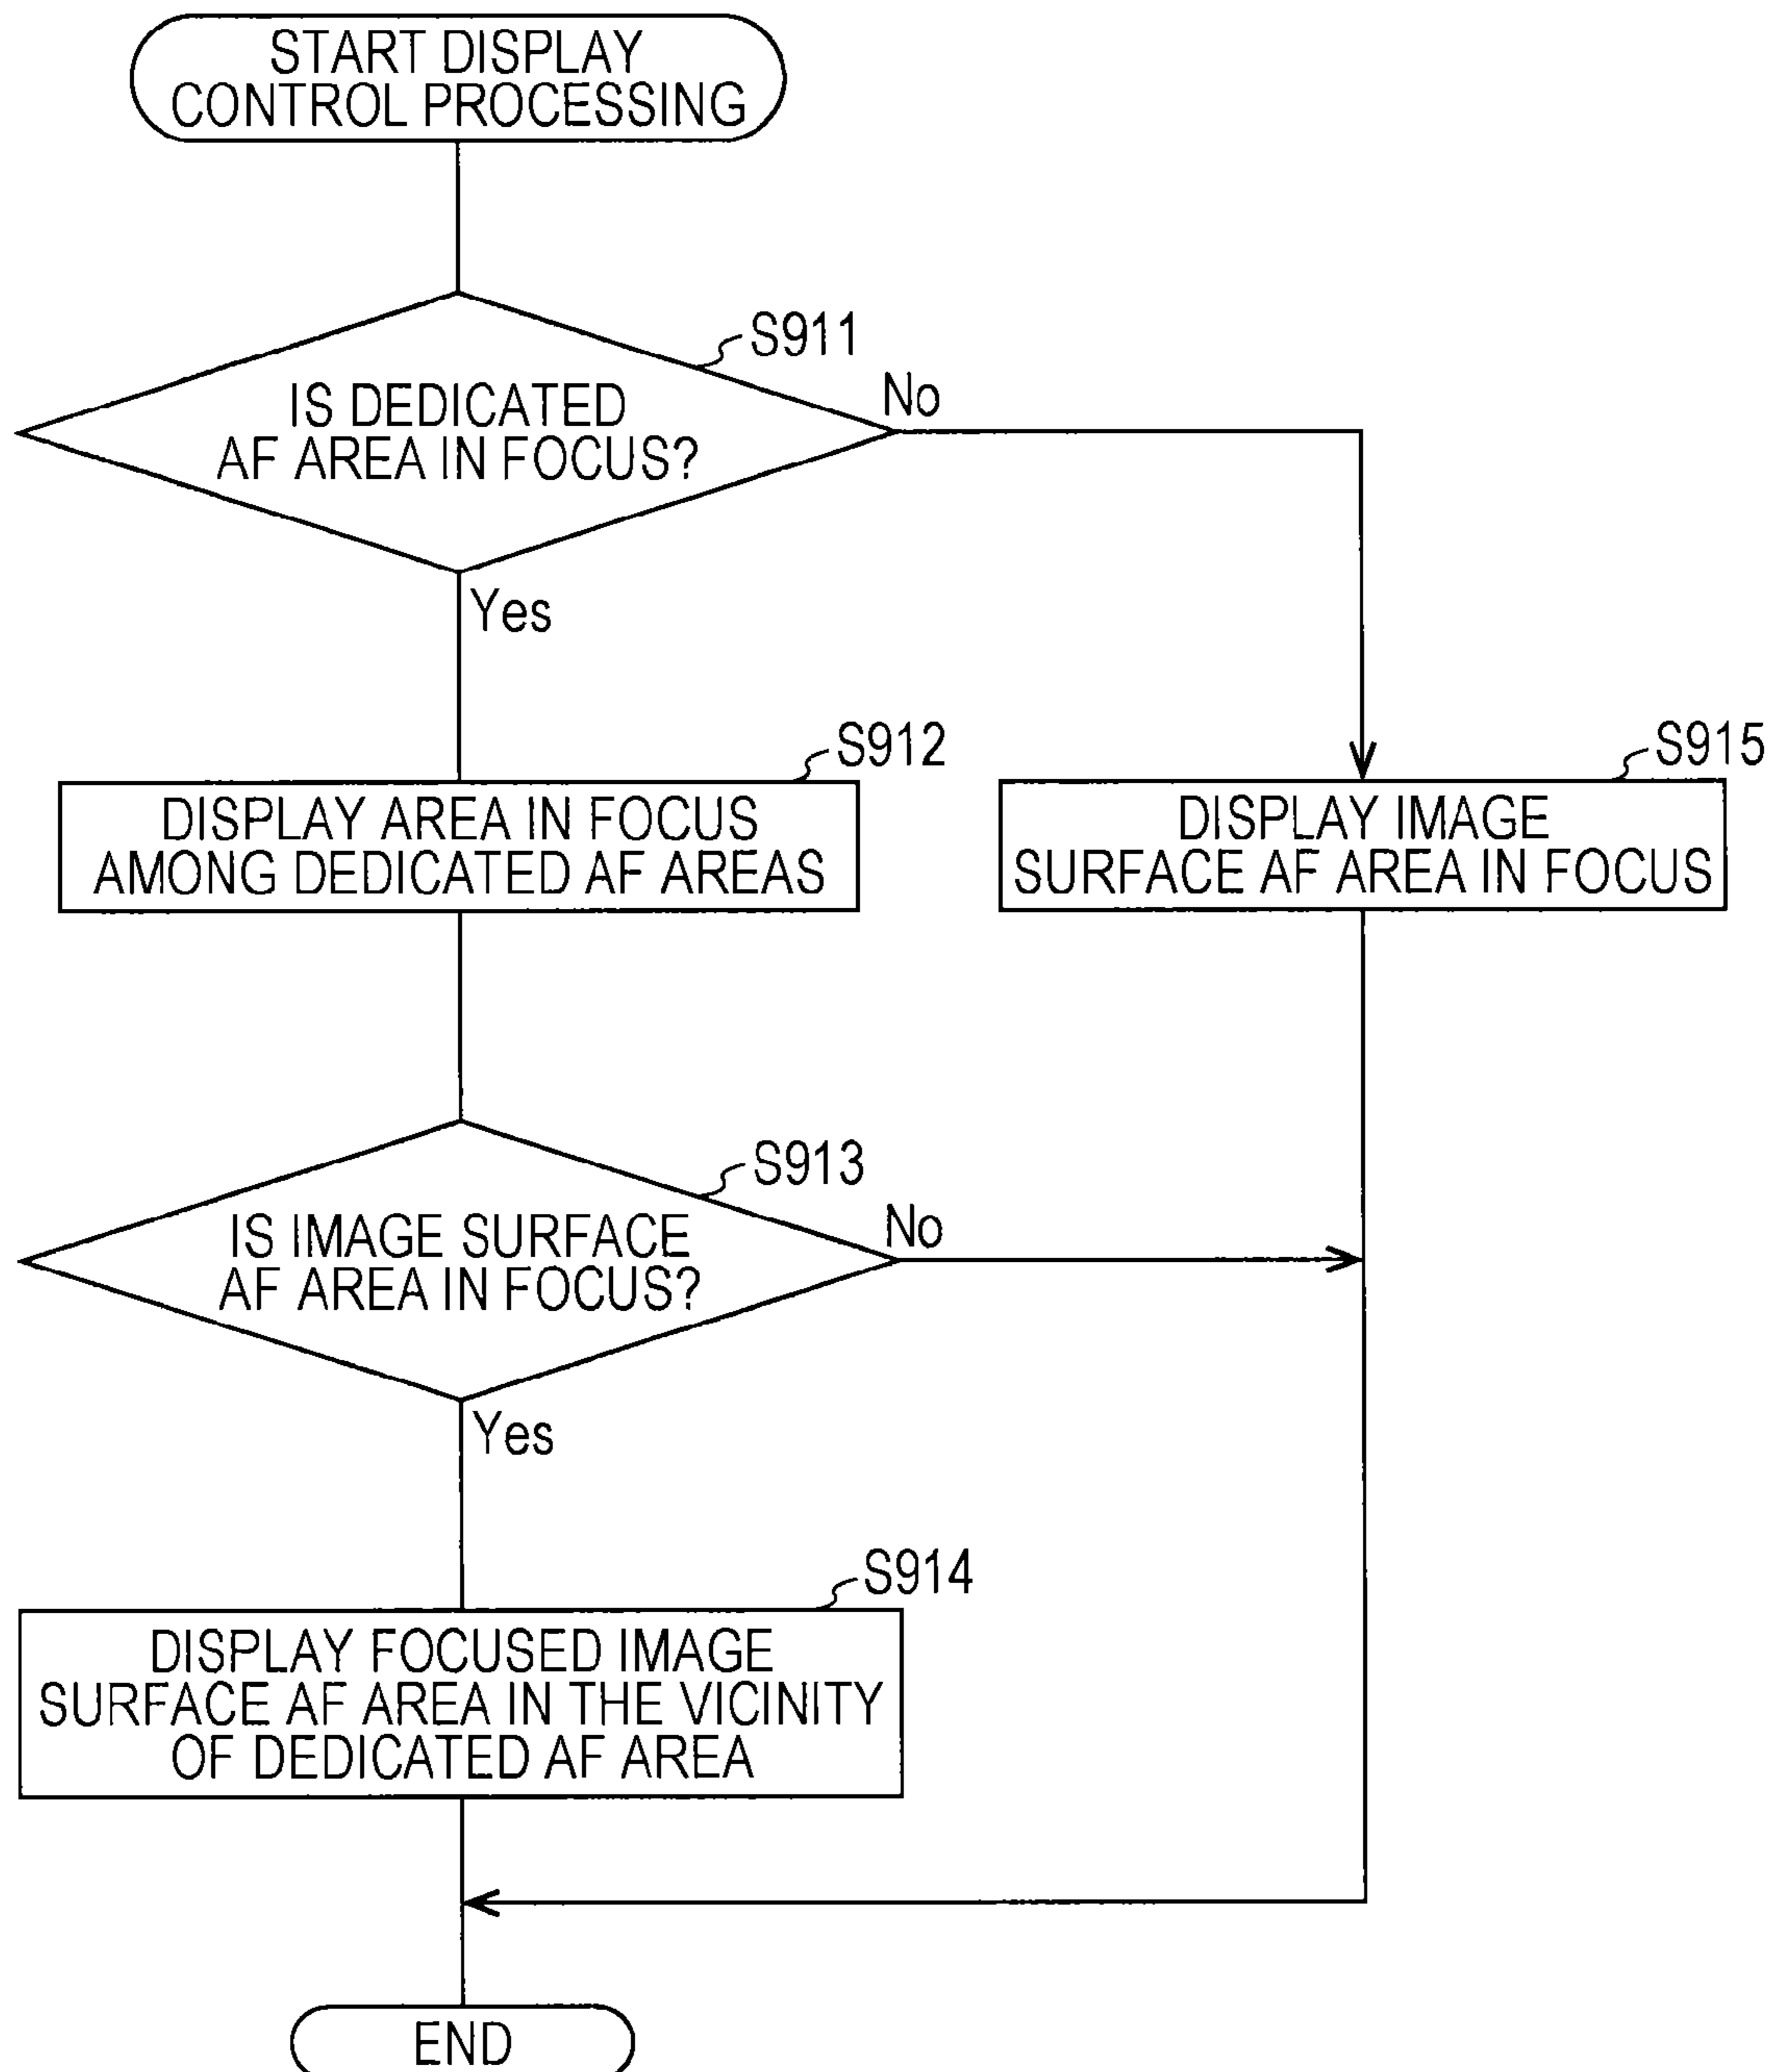 START DISPLAY
CONTROL PROCESSING
S911
IS DEDICATED
AF AREA IN FOCUS?
No
Yes
S912
DISPLAY AREA IN FOCUS
AMONG DEDICATED AF AREAS
S915
DISPLAY IMAGE
SURFACE AF AREA IN FOCUS
S913
IS IMAGE SURFACE
AF AREA IN FOCUS?
No
Yes
S914
DISPLAY FOCUSED IMAGE
SURFACE AF AREA IN THE VICINITY
OF DEDICATED AF AREA
END